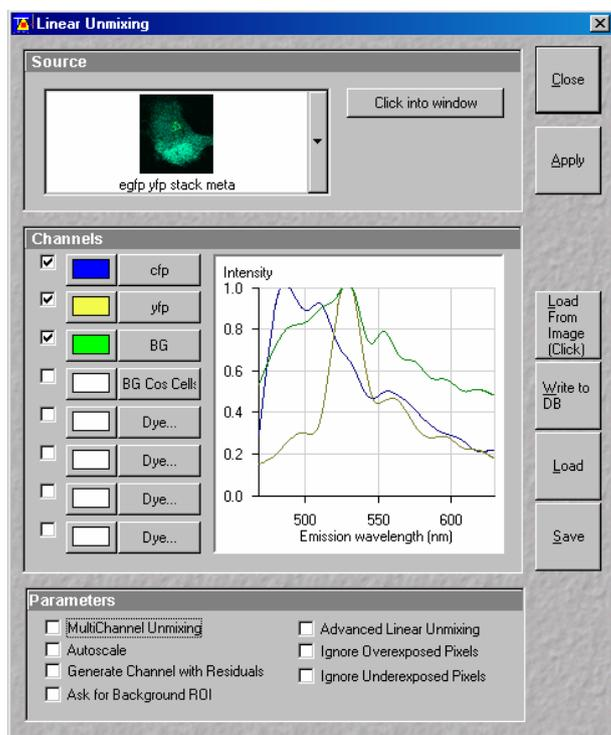 Linear Unmixing
Source
Click into window
egfp yfp stack meta
Close
Apply
Channels
cfp
yfp
BG
BG Cos Cells
Dye...
Dye...
Dye...
Dye...
Intensity
1.0
0.8
0.6
0.4
0.2
0.0
500 550 600
Emission wavelength (nm)
Load
From
Image
(Click)
Write to
DB
Load
Save
Parameters
MultiChannel Unmixing
Autoscale
Generate Channel with Residuals
Ask for Background ROI
Advanced Linear Unmixing
Ignore Overexposed Pixels
Ignore Underexposed Pixels